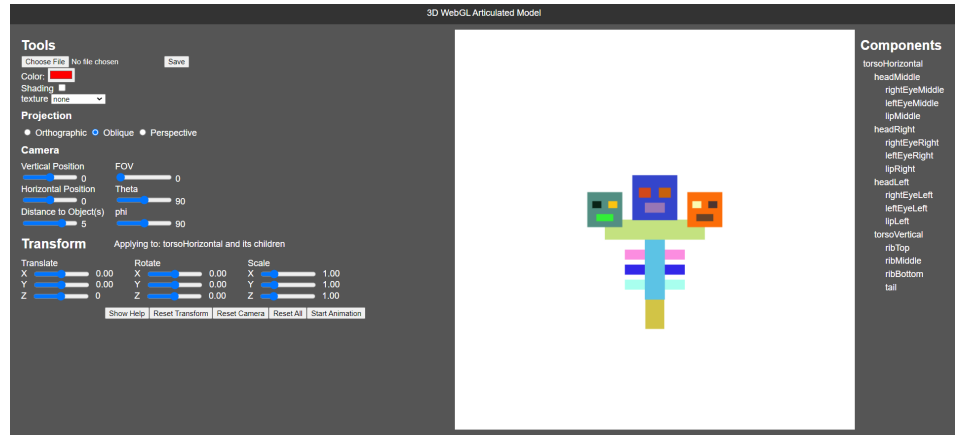 3D WebGL Articulated Model
Tools
Choose File No file chosen Save
Color:
Shading
texture none
Projection
Orthographic Oblique Perspective
Camera
Vertical Position FOV
0 0
Horizontal Position Theta
0 90
Distance to Object(s) phi
5 90
Transform Applying to: torsoHorizontal and its children
Translate Rotate Scale
X 0.00 X 0.00 X 1.00
Y 0.00 Y 0.00 Y 1.00
Z 0 Z 0.00 Z 1.00
Show Help Reset Transform Reset Camera Reset All Start Animation
Components
torsoHorizontal
headMiddle
rightEyeMiddle
leftEyeMiddle
lipMiddle
headRight
rightEyeRight
leftEyeRight
lipRight
headLeft
rightEyeLeft
leftEyeLeft
lipLeft
torsoVertical
ribTop
ribMiddle
ribBottom
tail